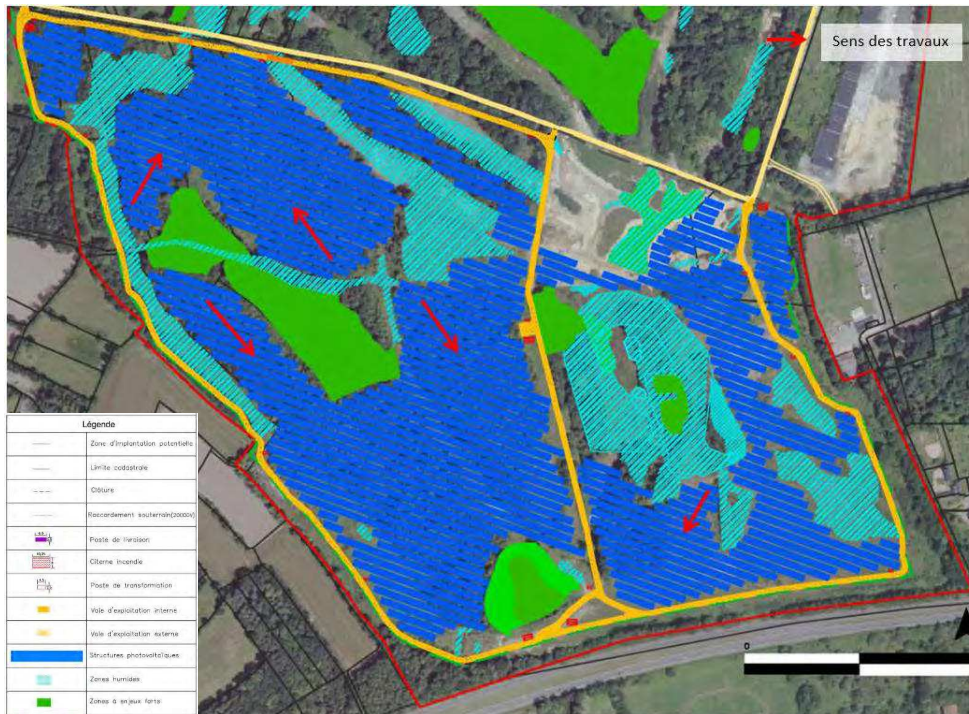 Sens des travaux
Légende
Zone d'implantation potentielle
Limite cadastrale
Clôture
Raccordement souterrain(20000V)
Poste de livraison
Citerne incendie
Poste de transformation
Voie d'exploitation interne
Voie d'exploitation externe
Structures photovoltaïques
Zones humides
Zones à enjeux forts
0